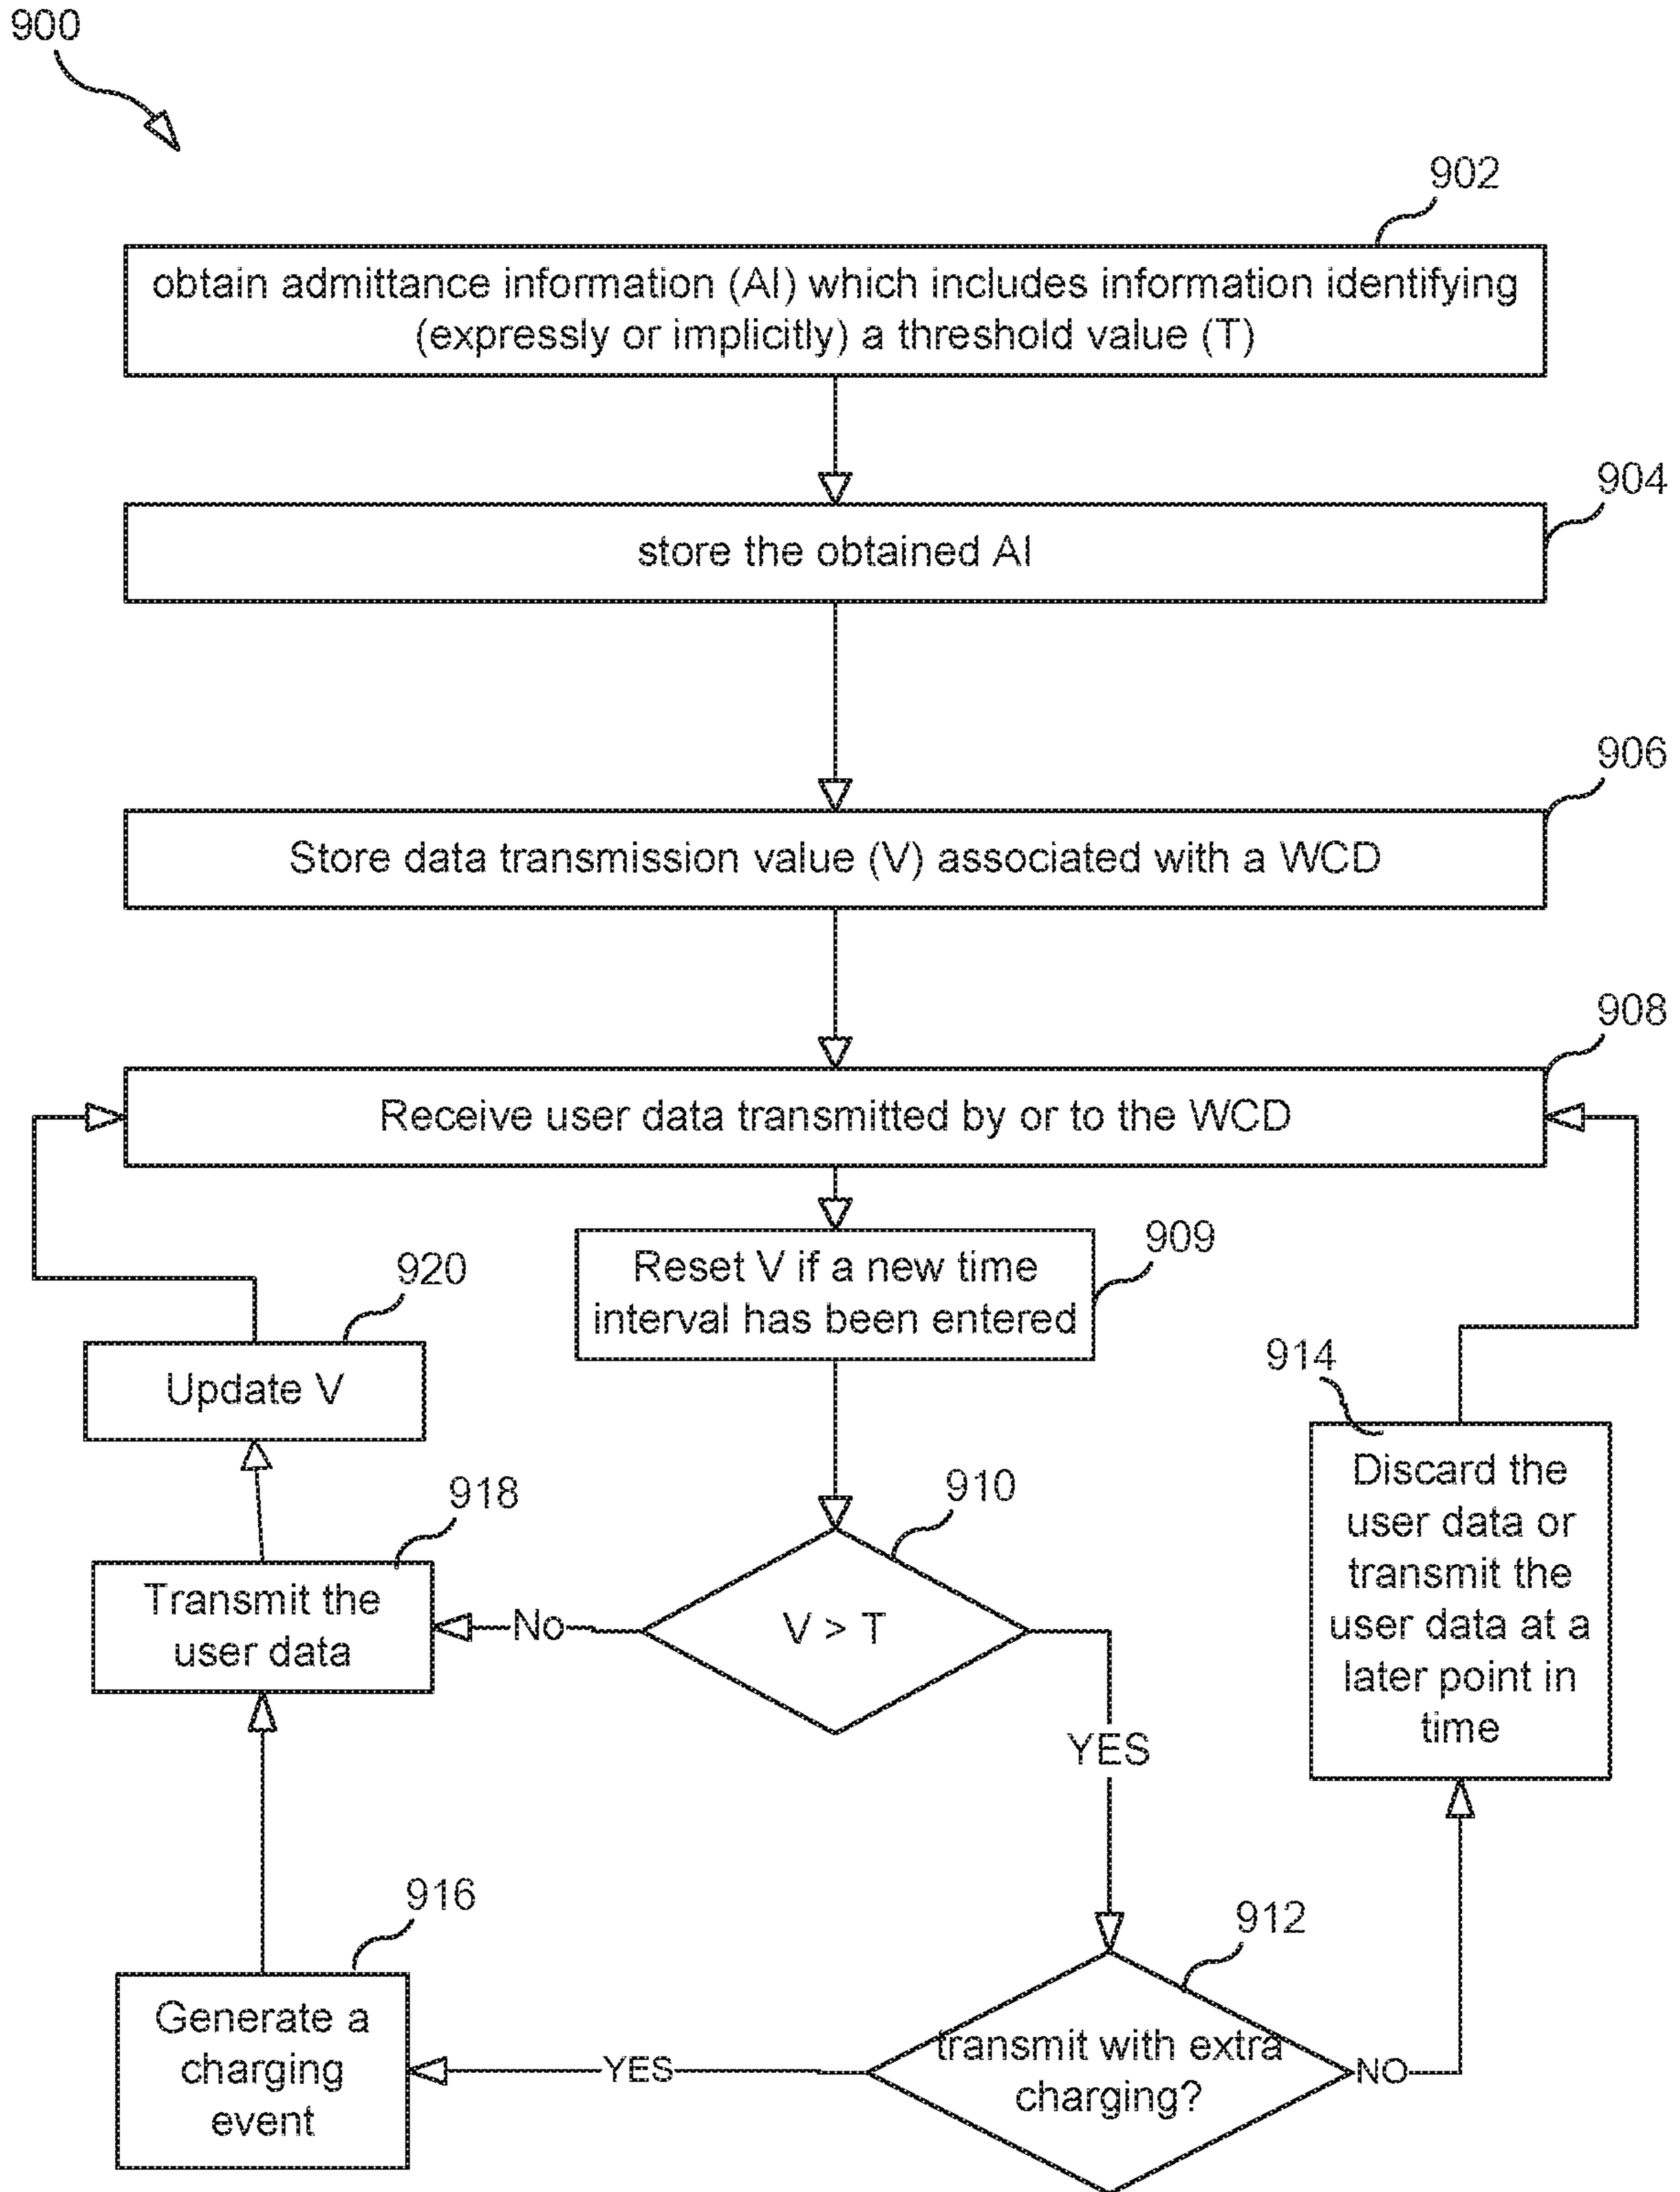 900
902
obtain admittance information (AI) which includes information identifying
(expressly or implicitly) a threshold value (T)
904
store the obtained AI
906
Store data transmission value (V) associated with a WCD
908
Receive user data transmitted by or to the WCD
909
Reset V if a new time
interval has been entered
920
Update V
914
Discard the
user data or
transmit the
user data at a
later point in
time
918
Transmit the
user data
No
910
V > T
YES
916
Generate a
charging
event
YES
912
transmit with extra
charging?
NO